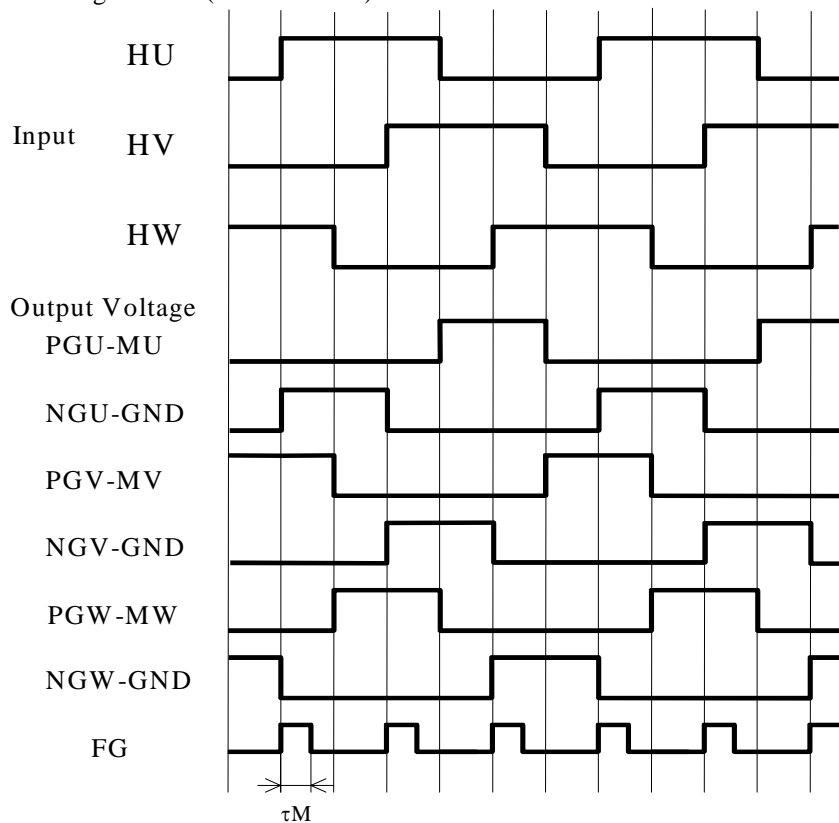 HU
Input
HV
HW
Output Voltage
PGU-MU
NGU-GND
PGV-MV
NGV-GND
PGW-MW
NGW-GND
FG
τM